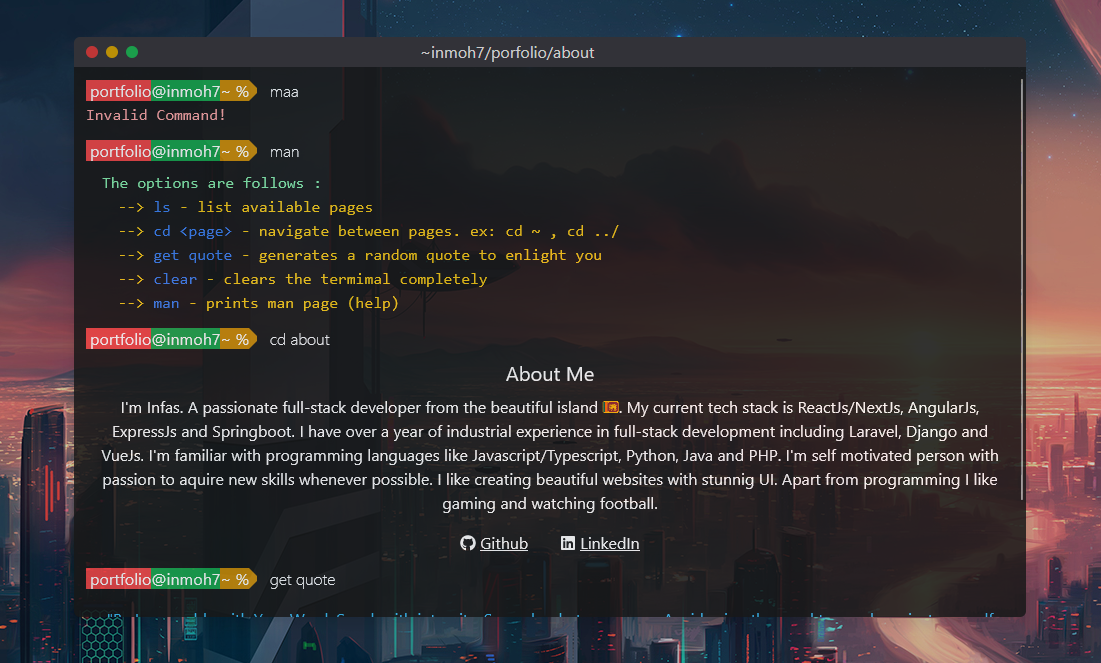 ~inmoh7/porfolio/about
portfolio@inmoh7~ % maa
Invalid Command!
portfolio@inmoh7~ % man
The options are follows :
--> ls - list available pages
--> cd <page> - navigate between pages. ex: cd ~ , cd ../
--> get quote - generates a random quote to enlight you
--> clear - clears the termimal completely
--> man - prints man page (help)
portfolio@inmoh7~ % cd about
About Me
I'm Infas. A passionate full-stack developer from the beautiful island 🇱🇰. My current tech stack is ReactJs/NextJs, AngularJs,
ExpressJs and Springboot. I have over a year of industrial experience in full-stack development including Laravel, Django and
VueJs. I'm familiar with programming languages like Javascript/Typescript, Python, Java and PHP. I'm self motivated person with
passion to aquire new skills whenever possible. I like creating beautiful websites with stunnig UI. Apart from programming I like
gaming and watching football.
Github LinkedIn
portfolio@inmoh7~ % get quote